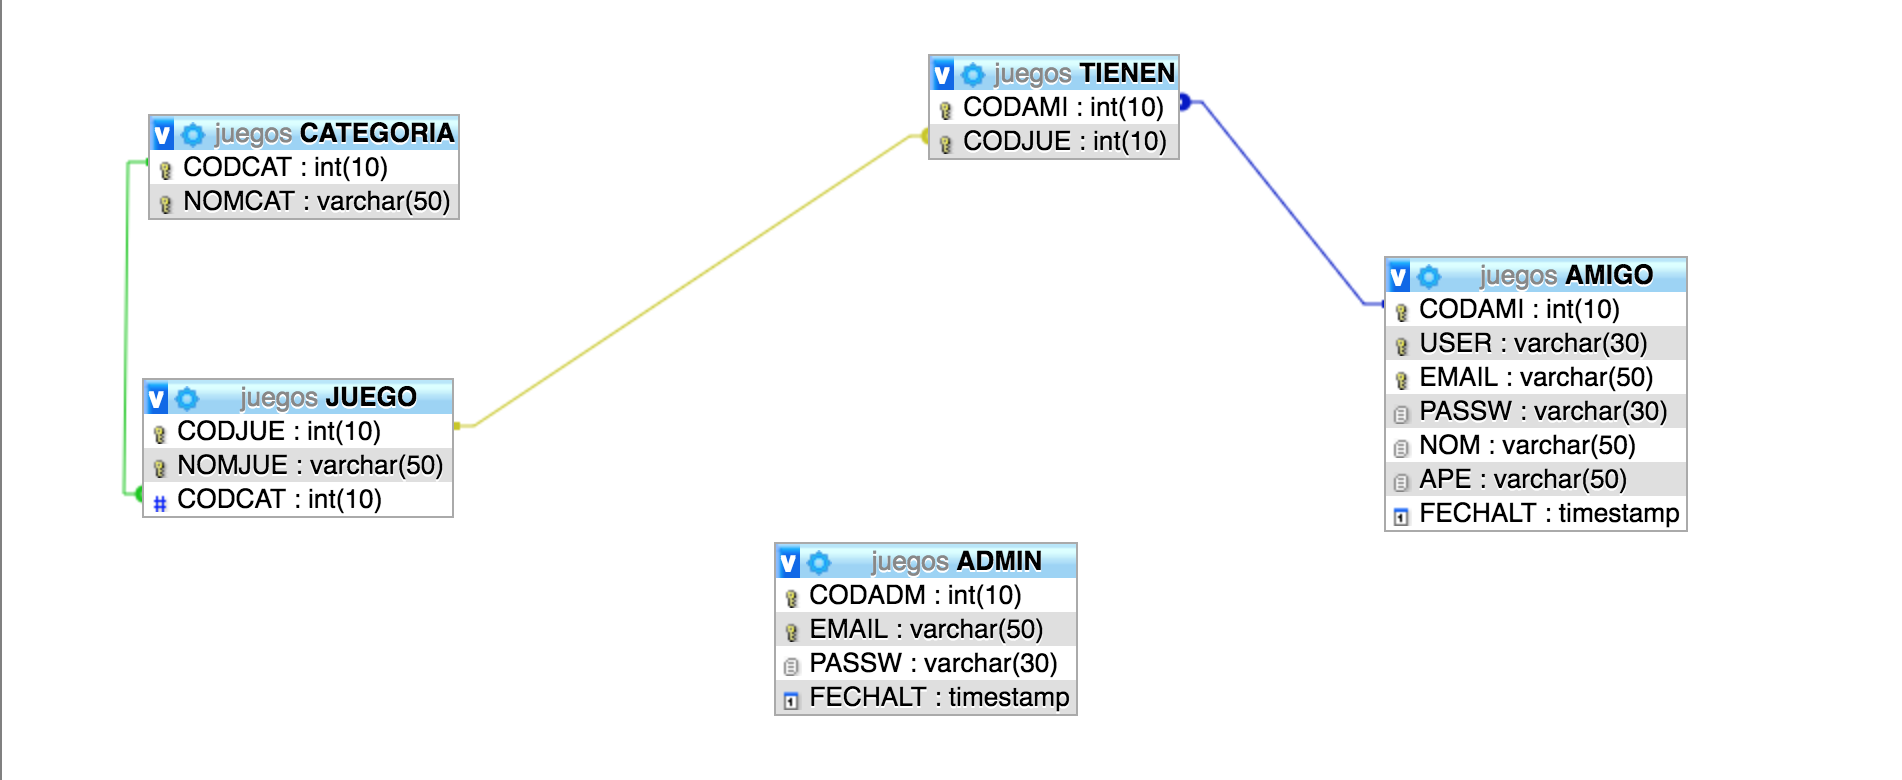 juegos CATEGORIA
CODCAT : int(10)
NOMCAT : varchar(50)
juegos TIENEN
CODAMI : int(10)
CODJUE : int(10)
juegos AMIGO
CODAMI : int(10)
USER : varchar(30)
EMAIL : varchar(50)
PASSW : varchar(30)
NOM : varchar(50)
APE : varchar(50)
FECHALT : timestamp
juegos JUEGO
CODJUE : int(10)
NOMJUE : varchar(50)
# CODCAT : int(10)
juegos ADMIN
CODADM : int(10)
EMAIL : varchar(50)
PASSW : varchar(30)
FECHALT : timestamp